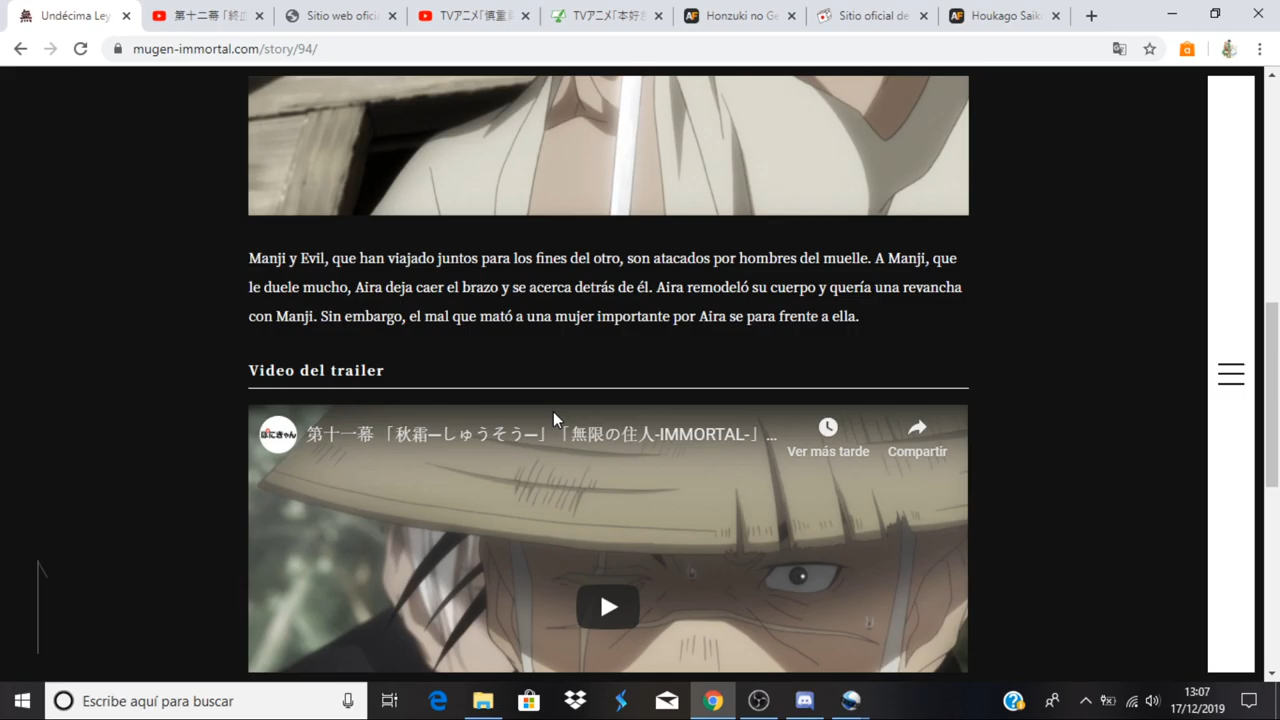 Undécima Ley
第十二幕「終止
Sitio web ofici
TVアニメ「慎重
TVアニメ「本好き
Honzuki no Ge
Sitio oficial de
Houkago Saik
mugen-immortal.com/story/94/
Manji y Evil, que han viajado juntos para los fines del otro, son atacados por hombres del muelle. A Manji, que
le duele mucho, Aira deja caer el brazo y se acerca detrás de él. Aira remodeló su cuerpo y quería una revancha
con Manji. Sin embargo, el mal que mató a una mujer importante por Aira se para frente a ella.
Video del trailer
ぱにきゃん
第十一幕 「秋霜―しゅうそう―」「無限の住人-IMMORTAL-」...
Ver más tarde
Compartir
Escribe aquí para buscar
13:07
17/12/2019